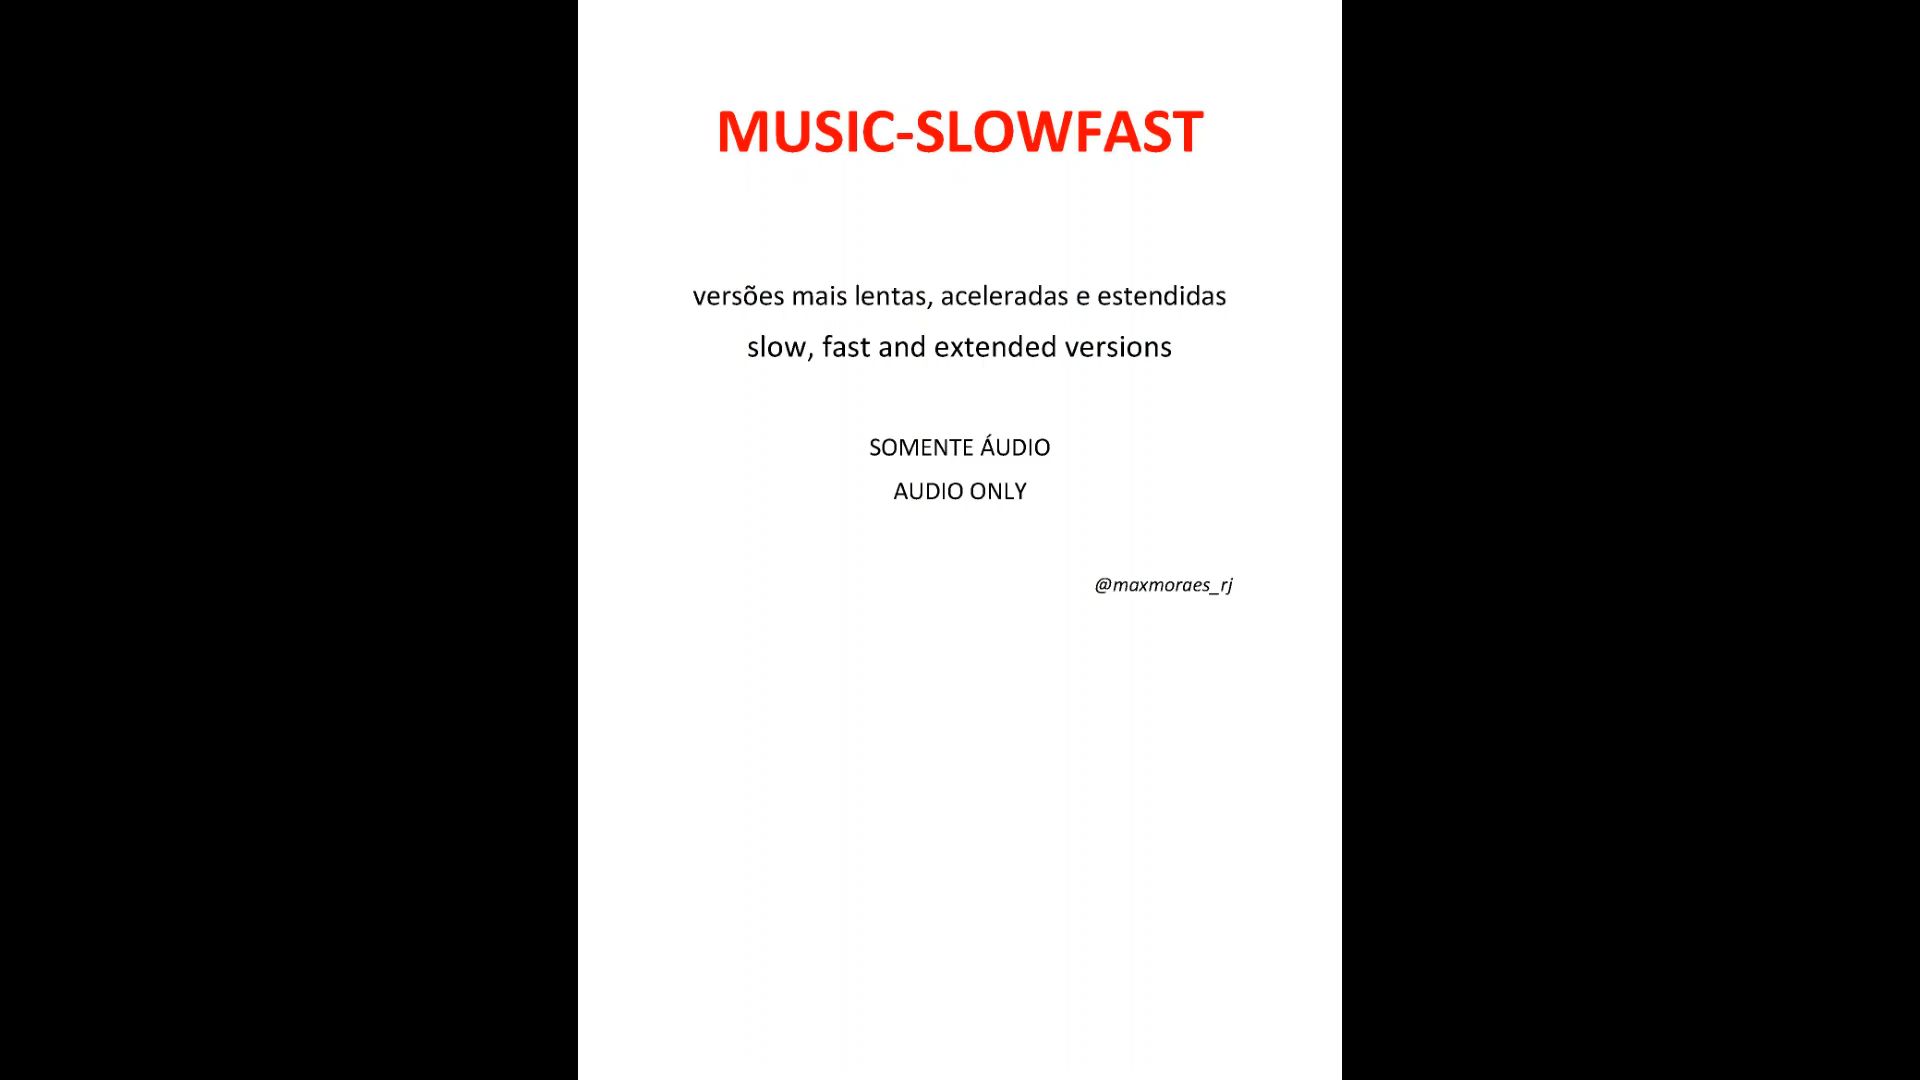 MUSIC-SLOWFAST
versões mais lentas, aceleradas e estendidas
slow, fast and extended versions
SOMENTE ÁUDIO
AUDIO ONLY
@maxmoraes_rj